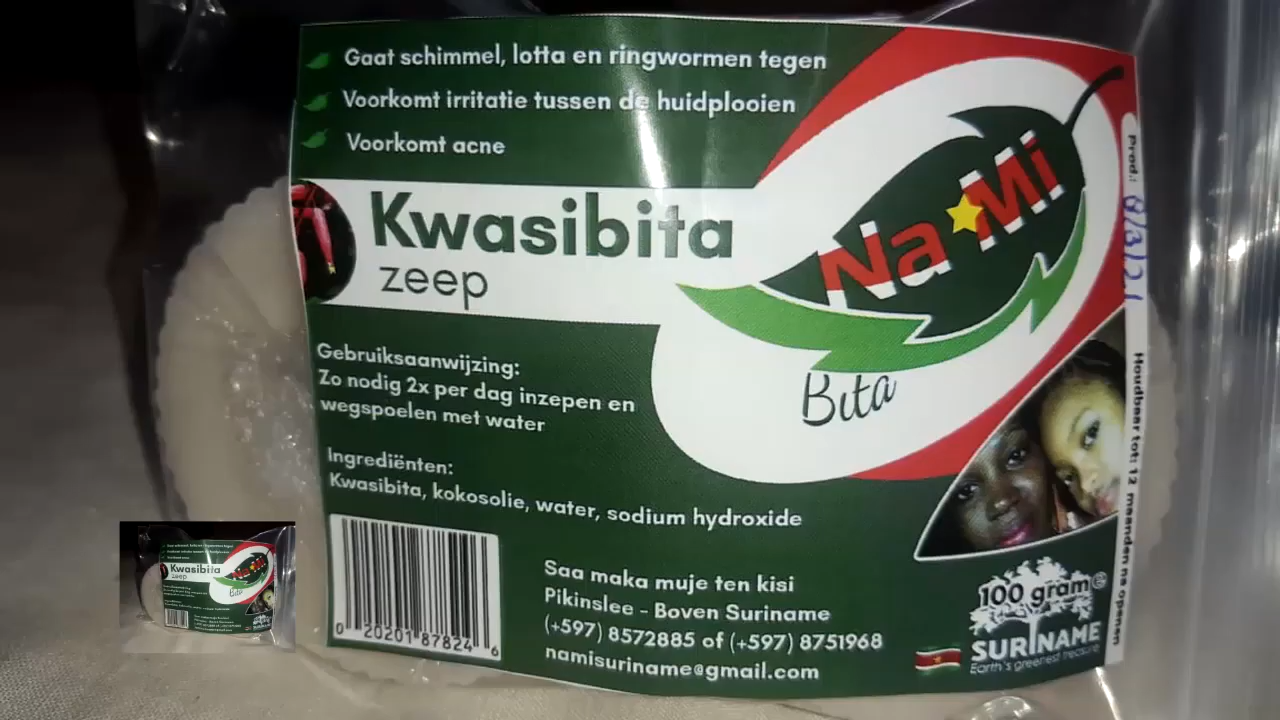 Gaat schimmel, lotta en ringwormen tegen
Voorkomt irritatie tussen de huidplooien
Voorkomt acne
Kwasibita
zeep
Na Mi
Bita
Gebruiksaanwijzing:
Zo nodig 2x per dag inzepen en
wegspoelen met water
Ingrediënten:
Kwasibita, kokosolie, water, sodium hydroxide
0 20201 87824 6
Saa maka muje ten kisi
Pikinslee - Boven Suriname
(+597) 8572885 of (+597) 8751968
namisuriname@gmail.com
100 gram e
SURINAME
Earth's greenest treasure
Prod.: 8/3/21
Houdbaar tot: 12 maanden na openen